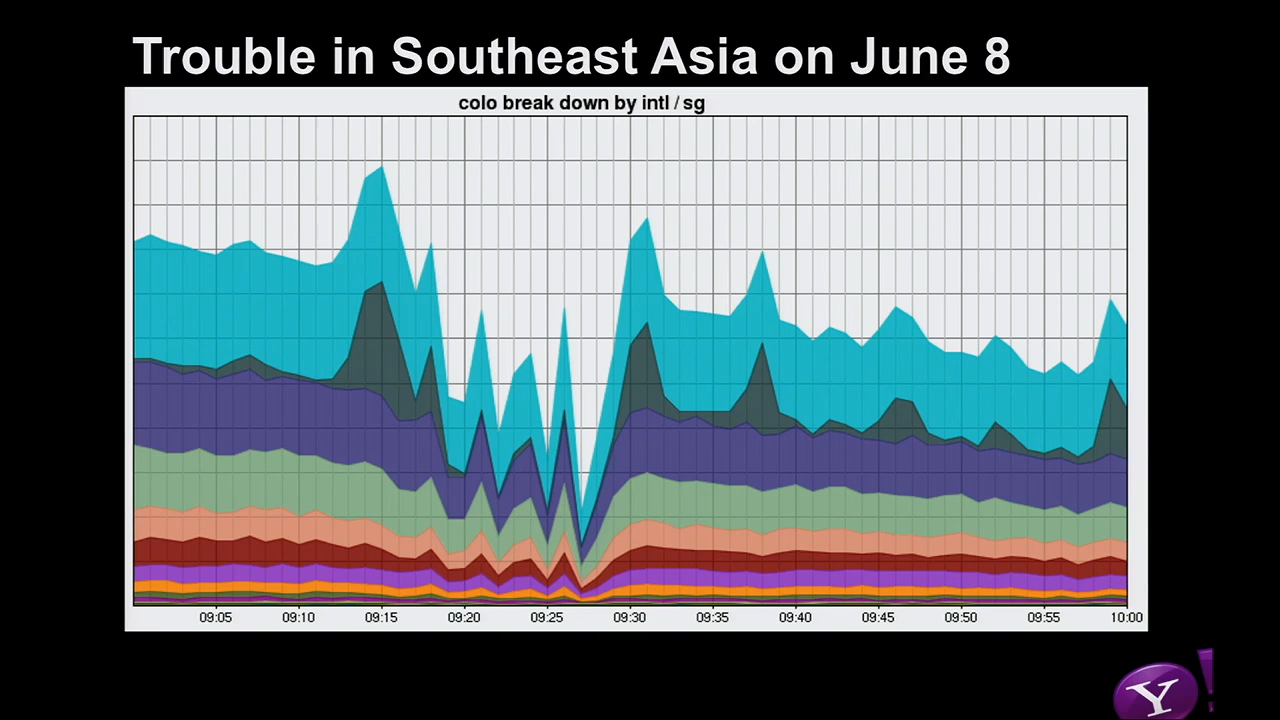 Trouble in Southeast Asia on June 8
colo break down by intl / sg
09:05 09:10 09:15 09:20 09:25 09:30 09:35 09:40 09:45 09:50 09:55 10:00
Y!